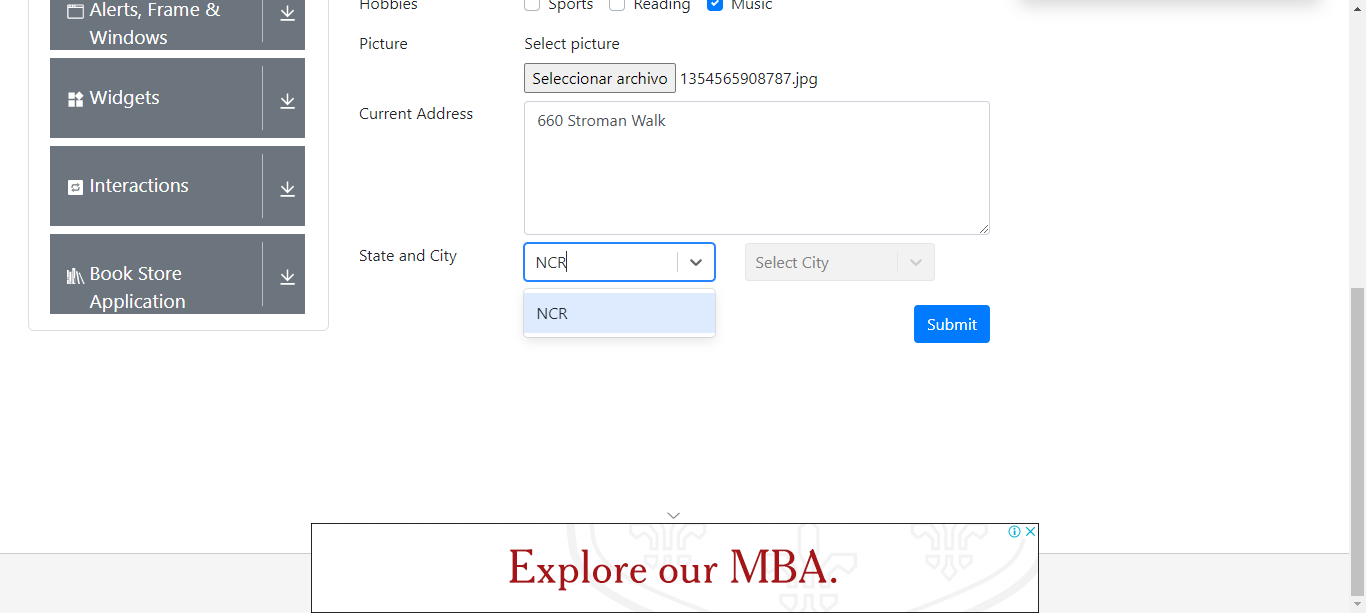 Alerts, Frame &
Windows
Widgets
Interactions
Book Store
Application
Hobbies
Sports Reading Music
Picture
Select picture
Seleccionar archivo 1354565908787.jpg
Current Address
660 Stroman Walk
State and City
NCR
Select City
NCR
Submit
Explore our MBA.